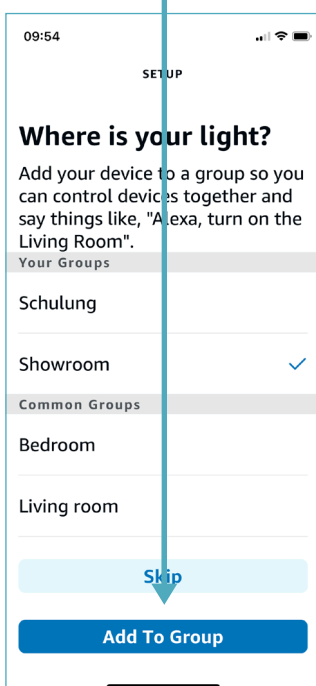 09:54
SETUP
Where is your light?
Add your device to a group so you
can control devices together and
say things like, "Alexa, turn on the
Living Room".
Your Groups
Schulung
Showroom
Common Groups
Bedroom
Living room
Skip
Add To Group